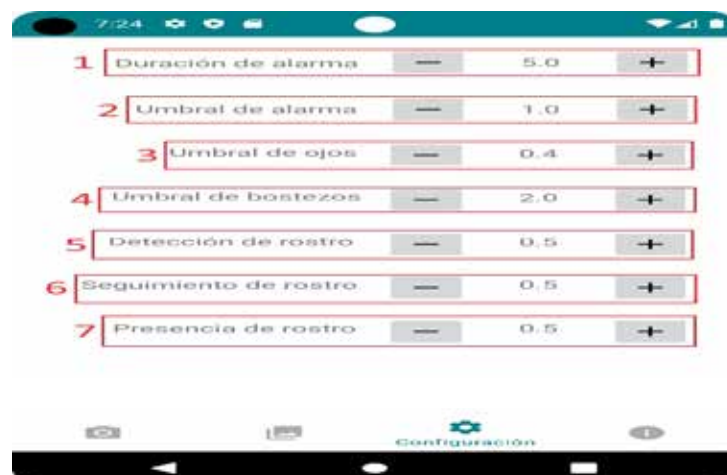 7:24
1 Duración de alarma — 5.0 +
2 Umbral de alarma — 1.0 +
3 Umbral de ojos — 0.4 +
4 Umbral de bostezos — 2.0 +
5 Detección de rostro — 0.5 +
6 Seguimiento de rostro — 0.5 +
7 Presencia de rostro — 0.5 +
Configuración